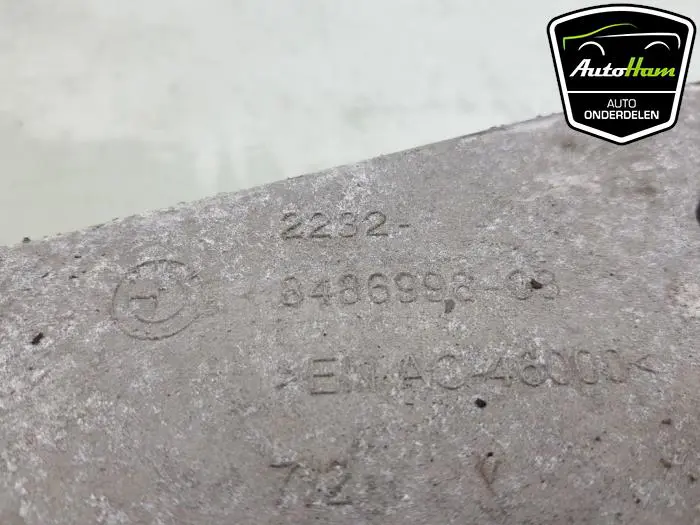 AutoHam
AUTO
ONDERDELEN
2232-
8486998-03
>EN AC-46000<
72 V